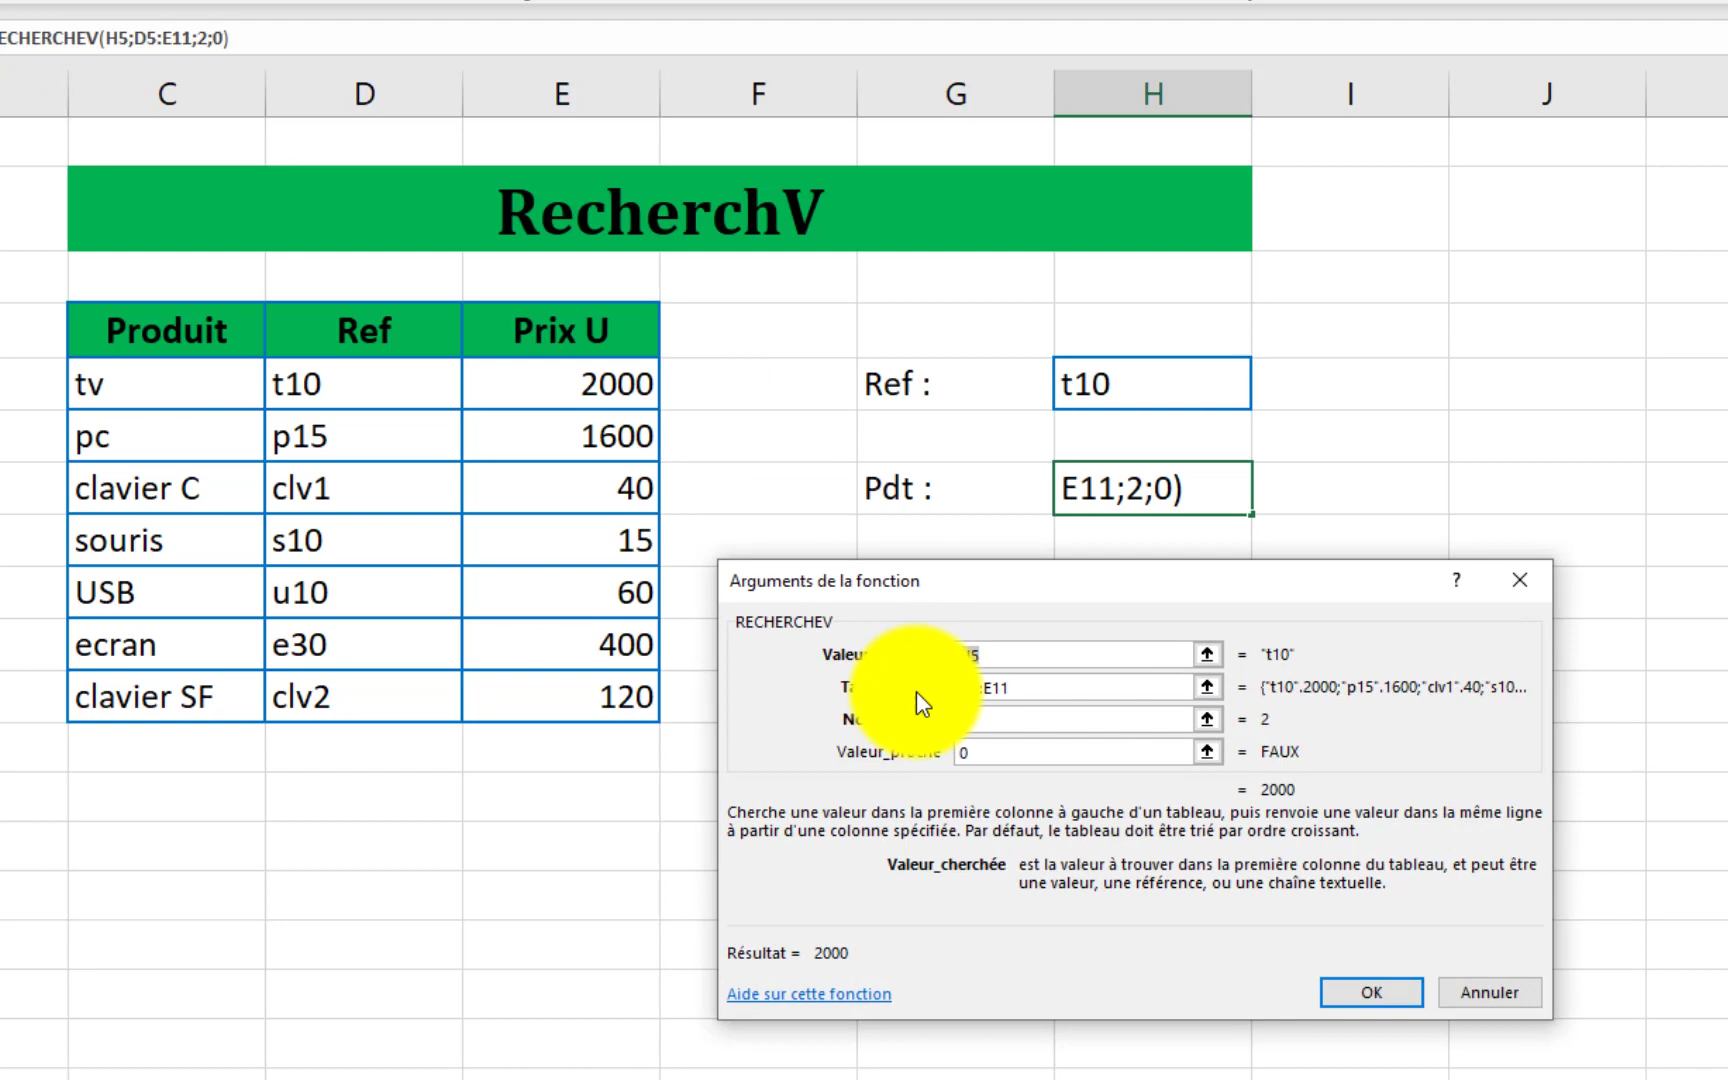 ECHERCHEV(H5;D5:E11;2;0)
C D E F G H I J
RecherchV
Produit Ref Prix U
tv t10 2000 Ref : t10
pc p15 1600
clavier C clv1 40 Pdt : E11;2;0)
souris s10 15
USB u10 60
ecran e30 400
clavier SF clv2 120
Arguments de la fonction ? ×
RECHERCHEV
= "t10"
:E11 = {"t10".2000;"p15".1600;"clv1".40;"s10...
= 2
0 = FAUX
= 2000
Cherche une valeur dans la première colonne à gauche d'un tableau, puis renvoie une valeur dans la même ligne
à partir d'une colonne spécifiée. Par défaut, le tableau doit être trié par ordre croissant.
Valeur_cherchée est la valeur à trouver dans la première colonne du tableau, et peut être
une valeur, une référence, ou une chaîne textuelle.
Résultat = 2000
Aide sur cette fonction OK Annuler